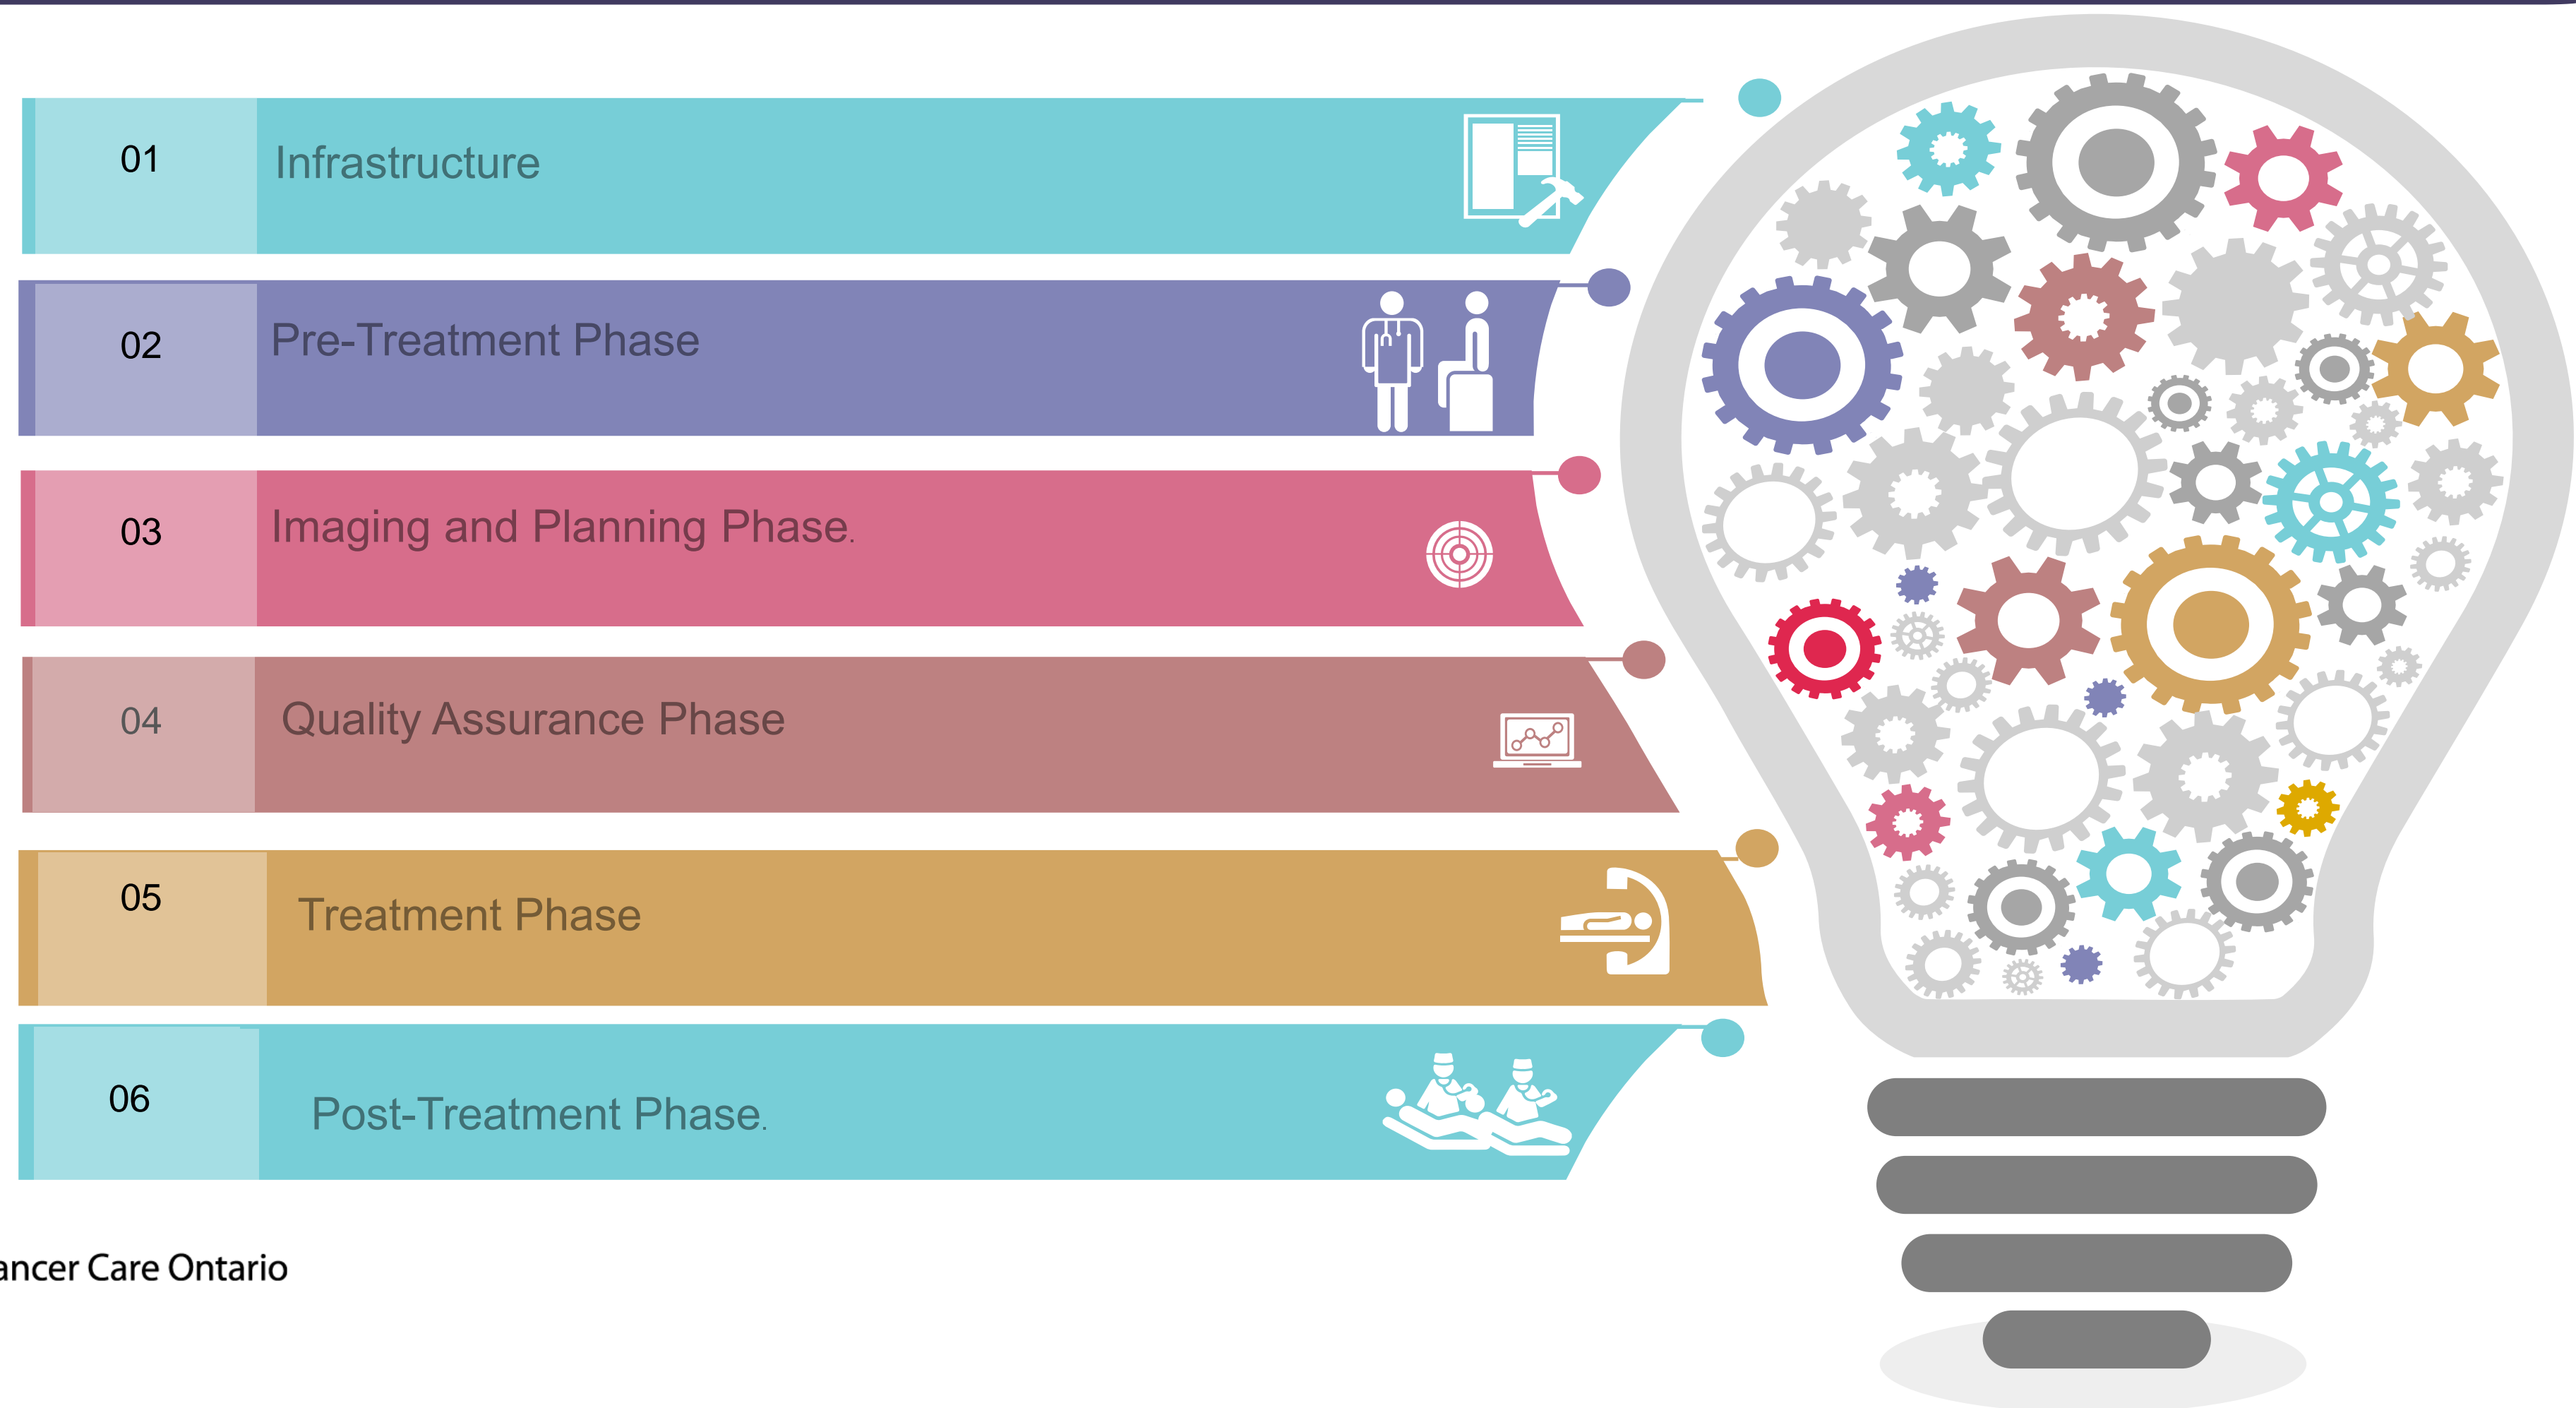 01 Infrastructure
02 Pre-Treatment Phase
03 Imaging and Planning Phase.
04 Quality Assurance Phase
05 Treatment Phase
06 Post-Treatment Phase.
ancer Care Ontario